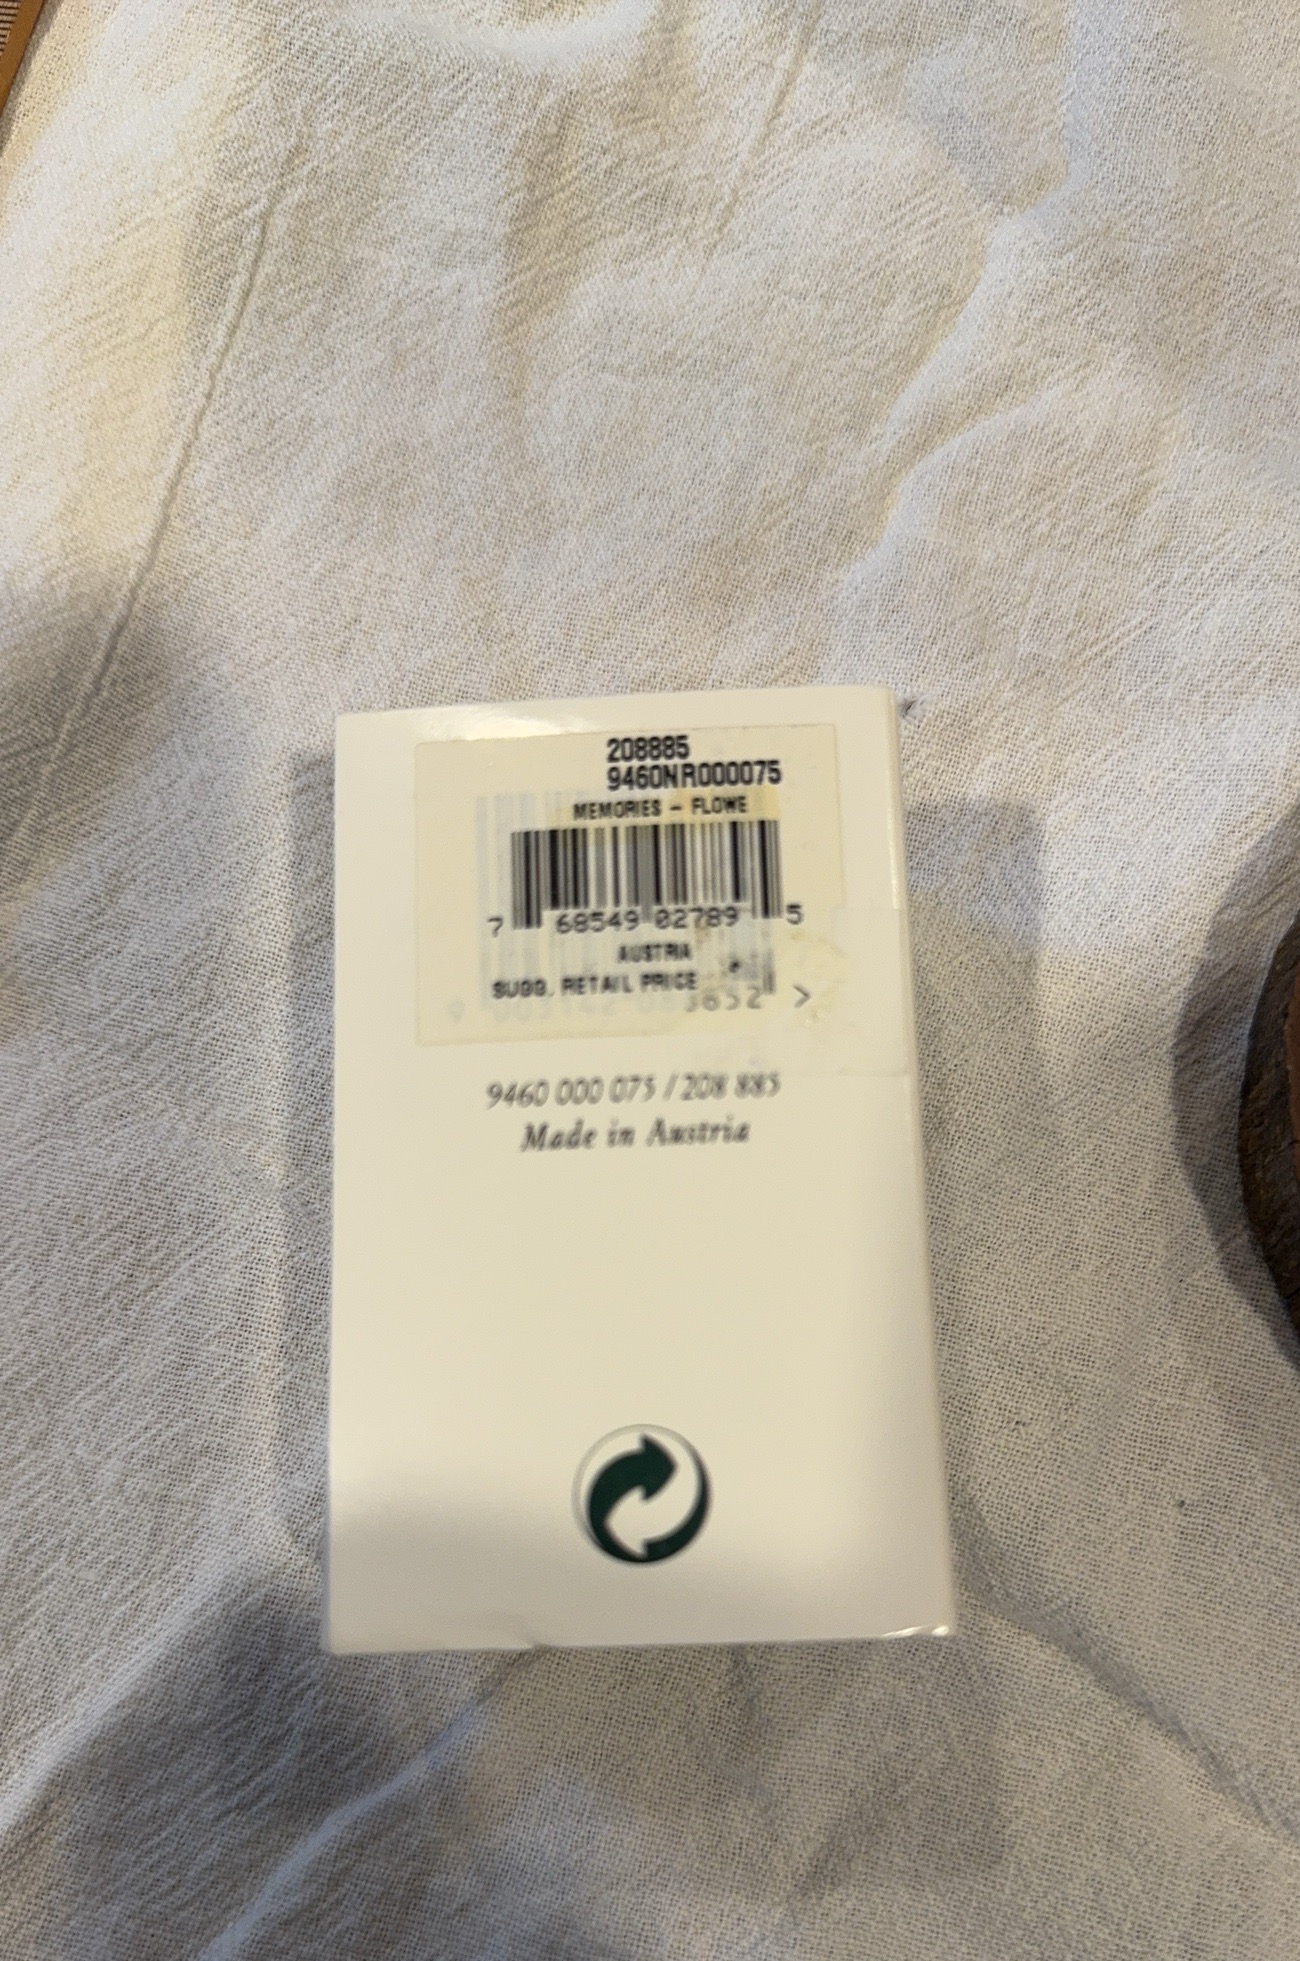 208885
9460NR000075
MEMORIES - FLOWE
7 68549 02789 5
AUSTRIA
SUGG. RETAIL PRICE
3852 >
9460 000 075 / 208 885
Made in Austria